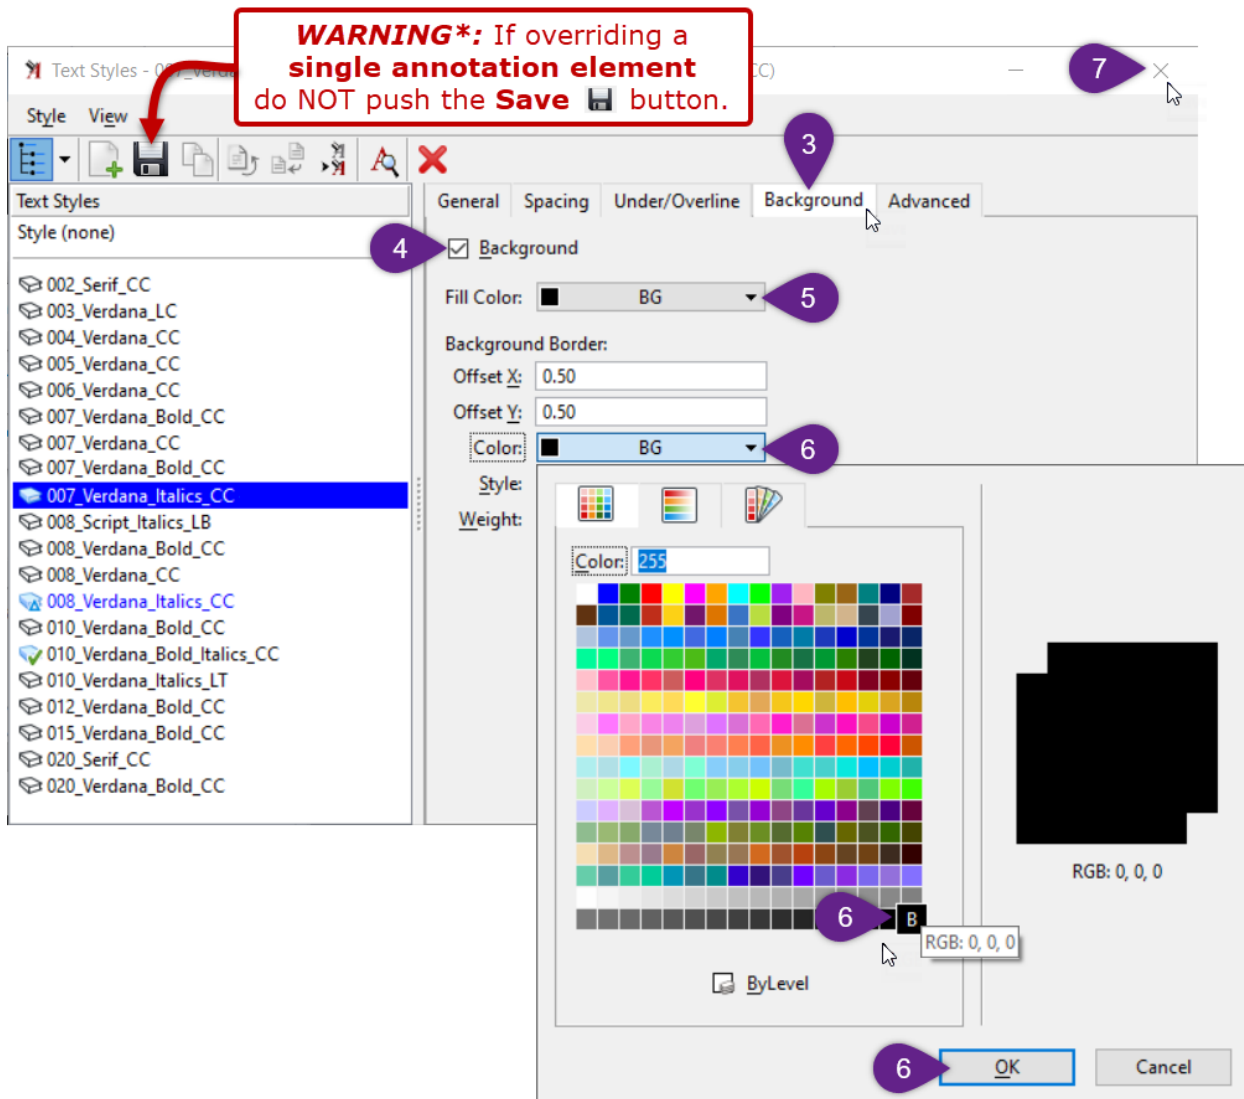 WARNING*: If overriding a
single annotation element
do NOT push the Save button.
Text Styles - 007_Verda CC)
7
Style View
3
Text Styles
General Spacing Under/Overline Background Advanced
Style (none)
4
Background
002_Serif_CC
003_Verdana_LC
004_Verdana_CC
005_Verdana_CC
006_Verdana_CC
007_Verdana_Bold_CC
007_Verdana_CC
007_Verdana_Bold_CC
007_Verdana_Italics_CC
008_Script_Italics_LB
008_Verdana_Bold_CC
008_Verdana_CC
008_Verdana_Italics_CC
010_Verdana_Bold_CC
010_Verdana_Bold_Italics_CC
010_Verdana_Italics_LT
012_Verdana_Bold_CC
015_Verdana_Bold_CC
020_Serif_CC
020_Verdana_Bold_CC
Fill Color: BG 5
Background Border:
Offset X: 0.50
Offset Y: 0.50
Color: BG 6
Style:
Weight:
Color: 255
RGB: 0, 0, 0
6 B
RGB: 0, 0, 0
ByLevel
6 OK Cancel